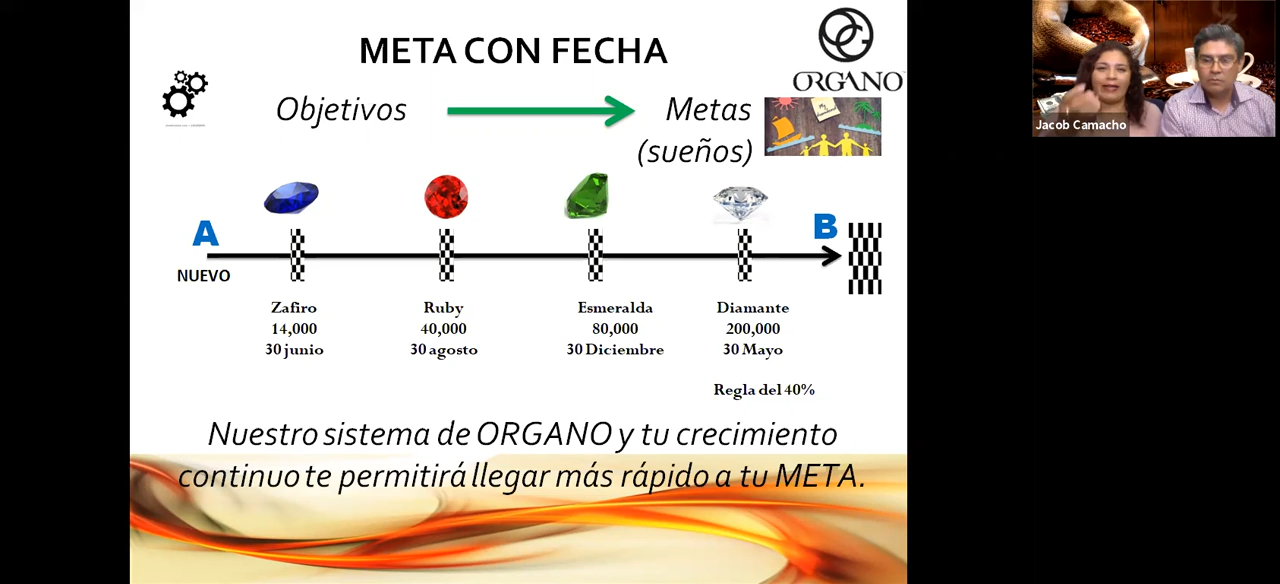 META CON FECHA
ORGANO
Objetivos
Metas
(sueños)
Jacob Camacho
A
B
NUEVO
Zafiro
14,000
30 junio
Ruby
40,000
30 agosto
Esmeralda
80,000
30 Diciembre
Diamante
200,000
30 Mayo
Regla del 40%
Nuestro sistema de ORGANO y tu crecimiento
continuo te permitirá llegar más rápido a tu META.